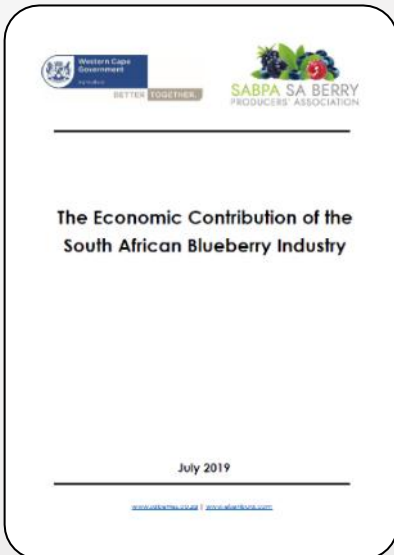 Western Cape
Government
BETTER TOGETHER.
SABPA SA BERRY
PRODUCERS' ASSOCIATION
The Economic Contribution of the
South African Blueberry Industry
July 2019